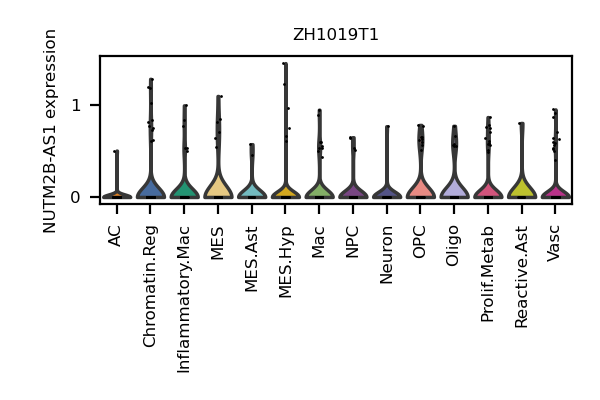 ZH1019T1
NUTM2B-AS1 expression
1
0
AC
Chromatin.Reg
Inflammatory.Mac
MES
MES.Ast
MES.Hyp
Mac
NPC
Neuron
OPC
Oligo
Prolif.Metab
Reactive.Ast
Vasc